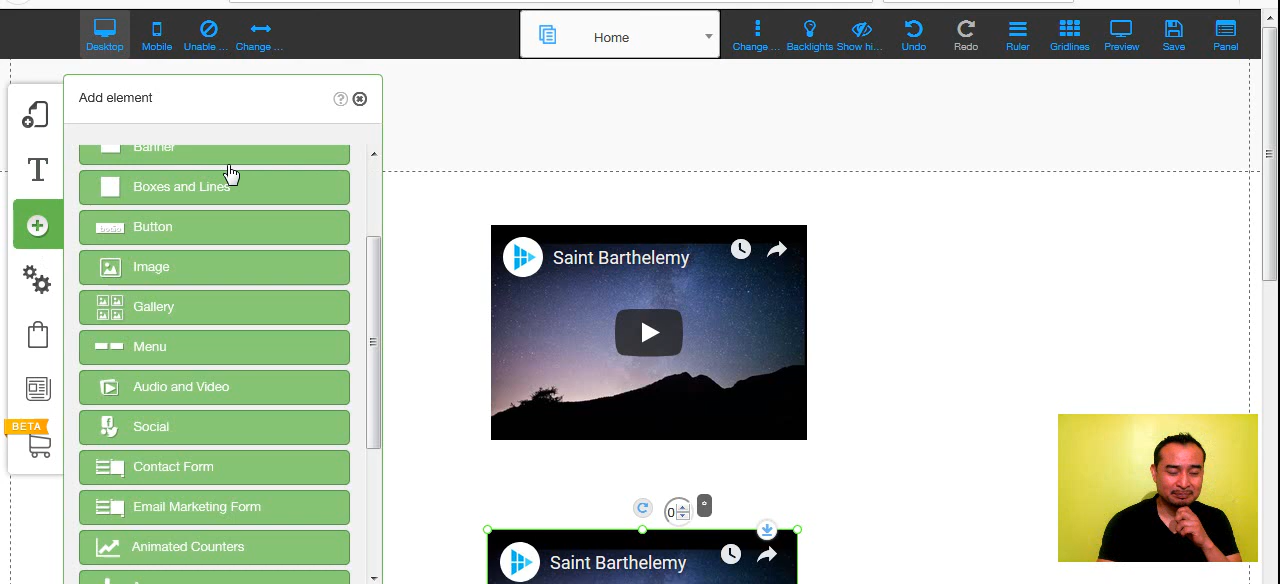 Desktop
Mobile
Unable ...
Change ...
Home
Change ...
Backlights
Show hi...
Undo
Redo
Ruler
Gridlines
Preview
Save
Panel
Add element
?
T
Banner
Boxes and Lines
Button
Image
Gallery
Menu
Audio and Video
BETA
Social
Contact Form
Email Marketing Form
Animated Counters
Saint Barthelemy
0
Saint Barthelemy